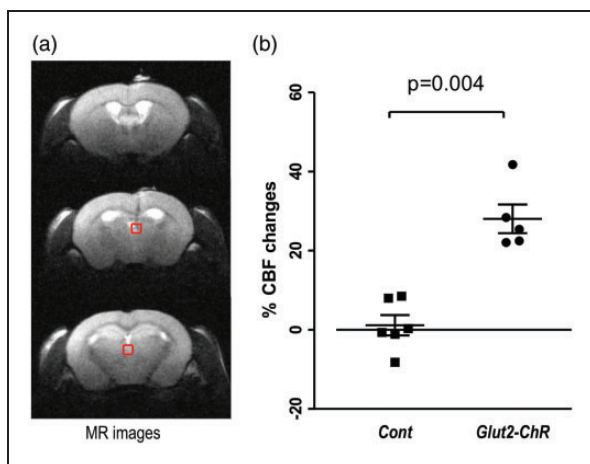 (a)
MR images
(b)
p=0.004
% CBF changes
60
40
20
0
-20
Cont
Glut2-ChR